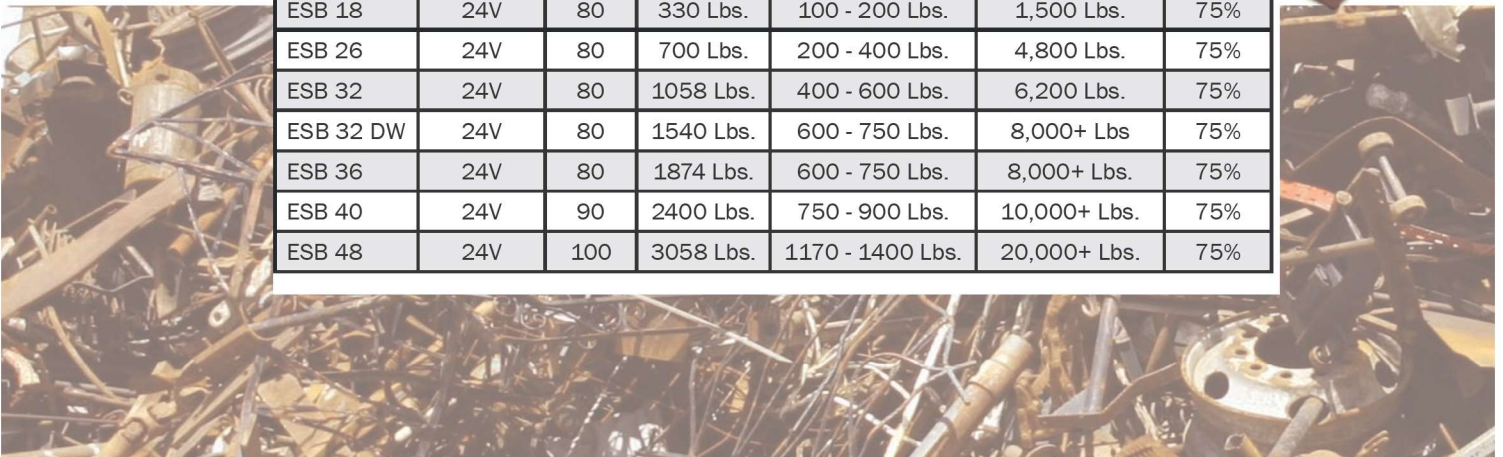 ESB 18 24V 80 330 Lbs. 100 - 200 Lbs. 1,500 Lbs. 75%
ESB 26 24V 80 700 Lbs. 200 - 400 Lbs. 4,800 Lbs. 75%
ESB 32 24V 80 1058 Lbs. 400 - 600 Lbs. 6,200 Lbs. 75%
ESB 32 DW 24V 80 1540 Lbs. 600 - 750 Lbs. 8,000+ Lbs 75%
ESB 36 24V 80 1874 Lbs. 600 - 750 Lbs. 8,000+ Lbs. 75%
ESB 40 24V 90 2400 Lbs. 750 - 900 Lbs. 10,000+ Lbs. 75%
ESB 48 24V 100 3058 Lbs. 1170 - 1400 Lbs. 20,000+ Lbs. 75%